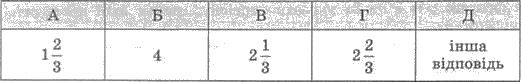 А Б В Г Д
1 2/3 4 2 1/3 2 2/3 інша відповідь